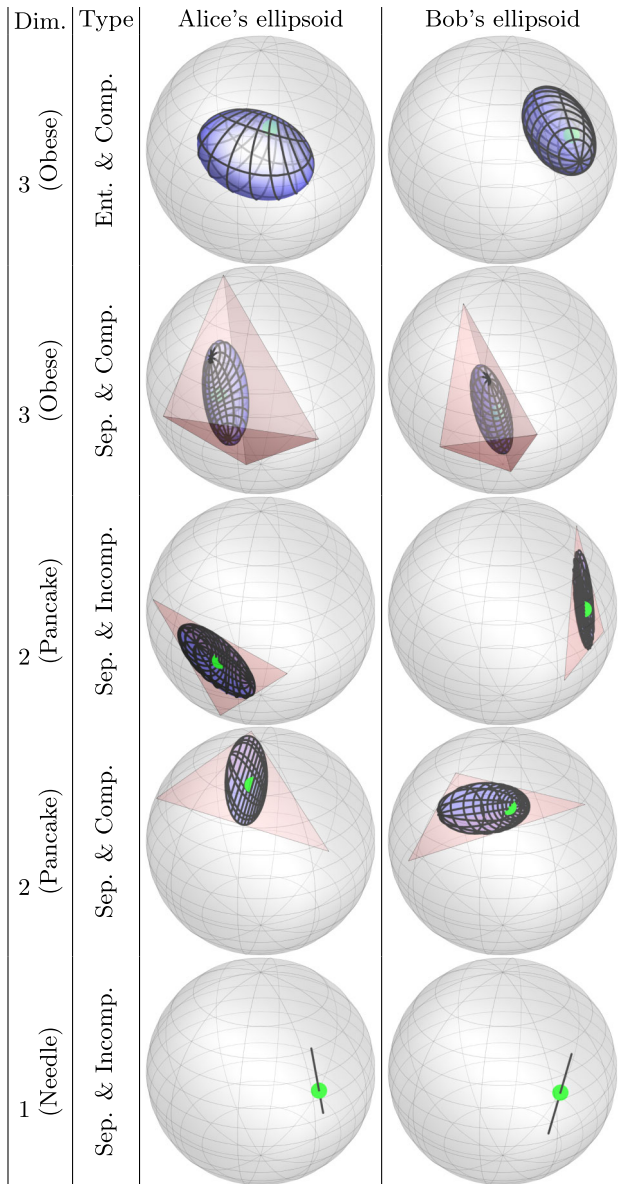 Dim. Type Alice's ellipsoid Bob's ellipsoid
3 (Obese) Ent. & Comp.
3 (Obese) Sep. & Comp.
2 (Pancake) Sep. & Incomp.
2 (Pancake) Sep. & Comp.
1 (Needle) Sep. & Incomp.